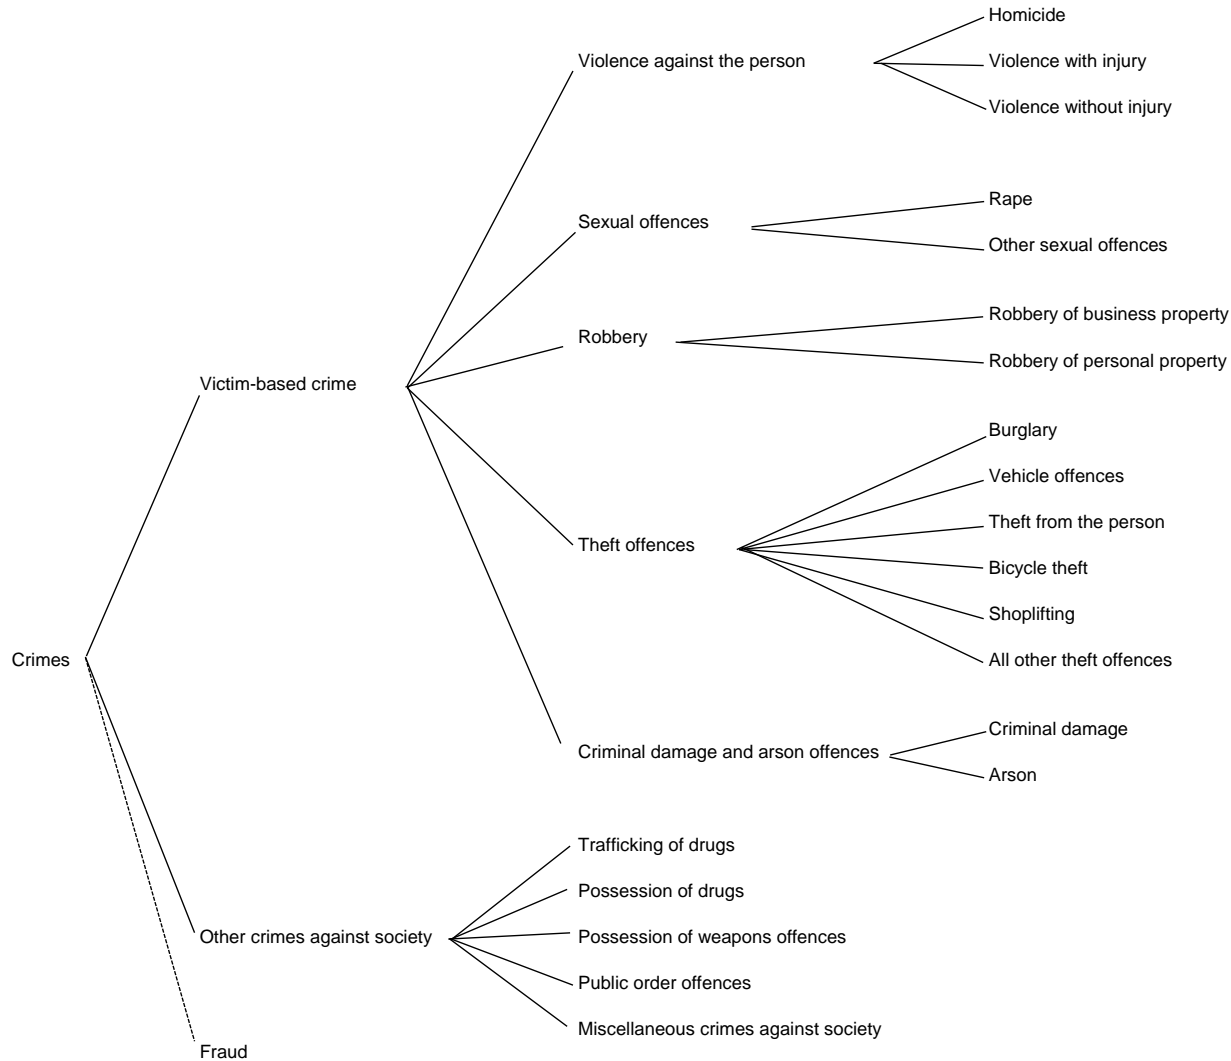 Homicide
Violence against the person
Violence with injury
Violence without injury
Rape
Sexual offences
Other sexual offences
Robbery of business property
Robbery
Robbery of personal property
Victim-based crime
Burglary
Vehicle offences
Theft from the person
Theft offences
Bicycle theft
Shoplifting
Crimes
All other theft offences
Criminal damage
Criminal damage and arson offences
Arson
Trafficking of drugs
Possession of drugs
Other crimes against society
Possession of weapons offences
Public order offences
Miscellaneous crimes against society
Fraud